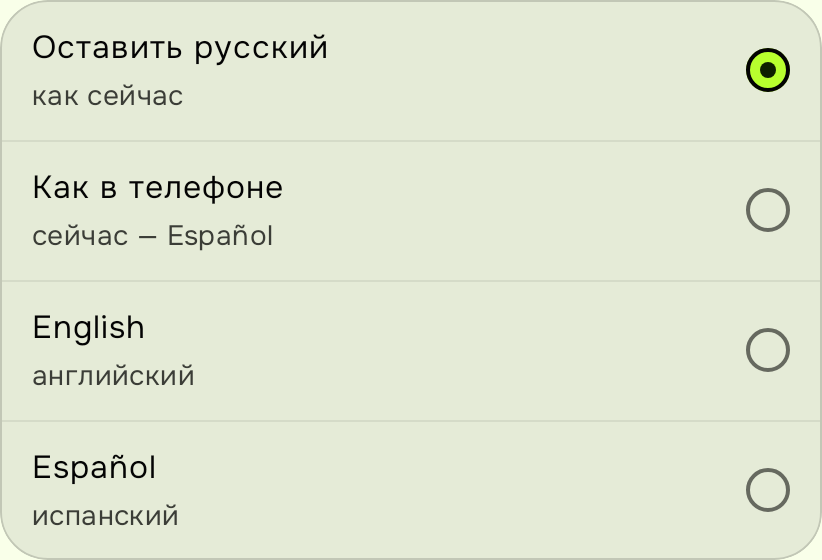 Оставить русский
как сейчас
Как в телефоне
сейчас — Español
English
английский
Español
испанский